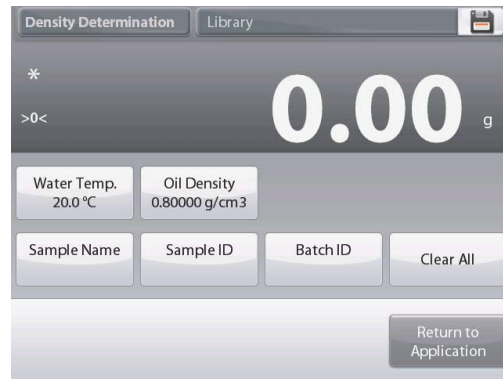 Density Determination
Library
*
>0<
0.00 g
Water Temp.
20.0 °C
Oil Density
0.80000 g/cm3
Sample Name
Sample ID
Batch ID
Clear All
Return to
Application